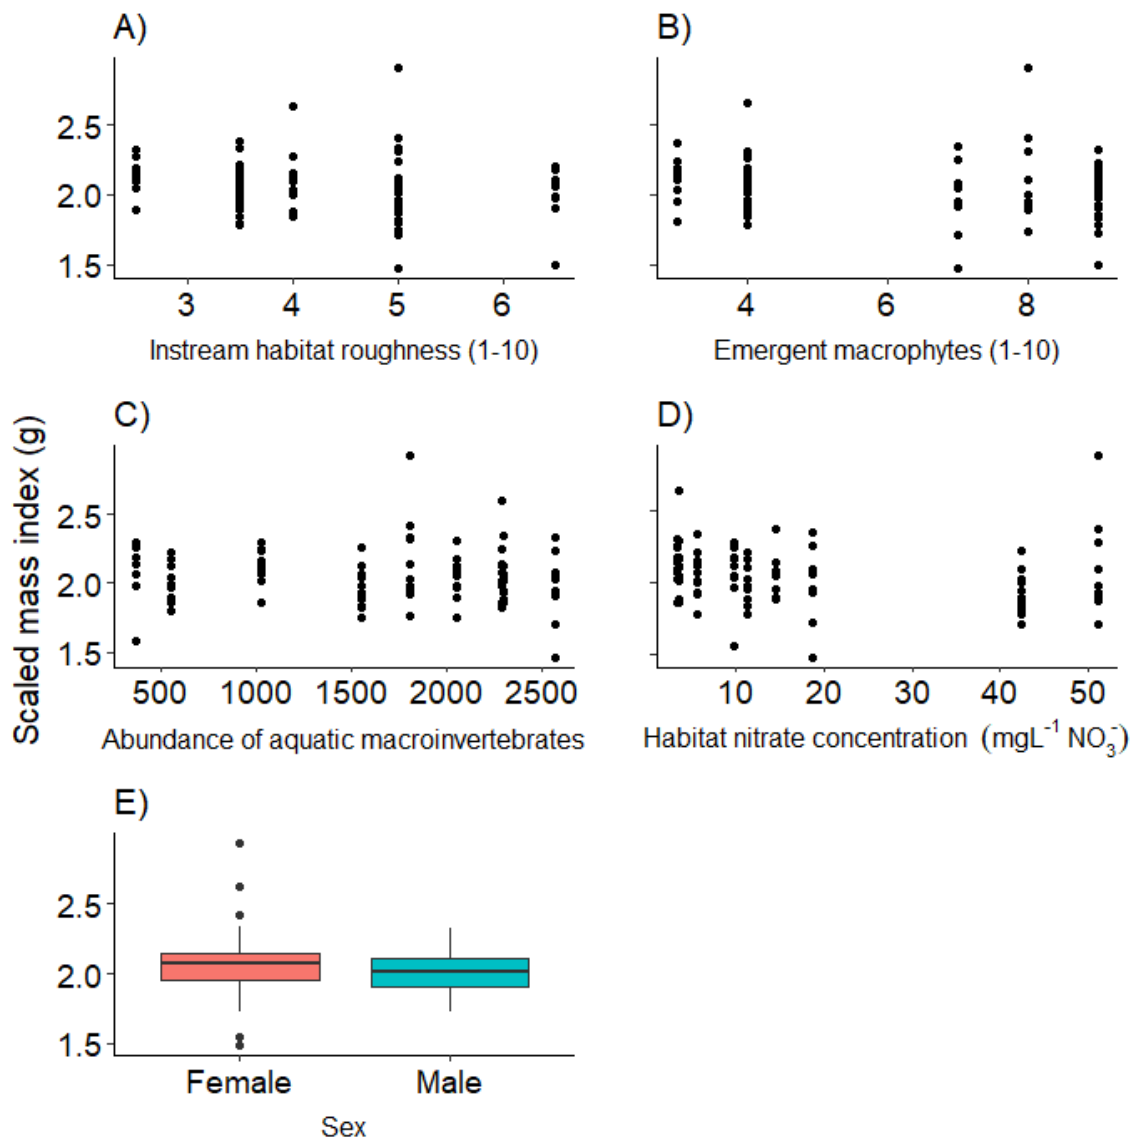 A)
B)
2.5
2.0
1.5
3 4 5 6
4 6 8
Instream habitat roughness (1-10)
Emergent macrophytes (1-10)
Scaled mass index (g)
C)
D)
2.5
2.0
1.5
500 1000 1500 2000 2500
10 20 30 40 50
Abundance of aquatic macroinvertebrates
Habitat nitrate concentration (mgL⁻¹ NO₃⁻)
E)
2.5
2.0
1.5
Female Male
Sex